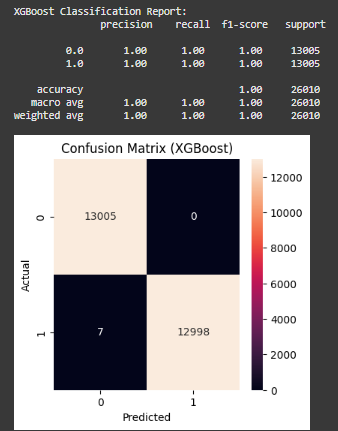 XGBoost Classification Report:
precision recall f1-score support
0.0 1.00 1.00 1.00 13005
1.0 1.00 1.00 1.00 13005
accuracy 1.00 26010
macro avg 1.00 1.00 1.00 26010
weighted avg 1.00 1.00 1.00 26010
Confusion Matrix (XGBoost)
Actual
0
13005 0
1
7 12998
0 1
Predicted
12000
10000
8000
6000
4000
2000
0